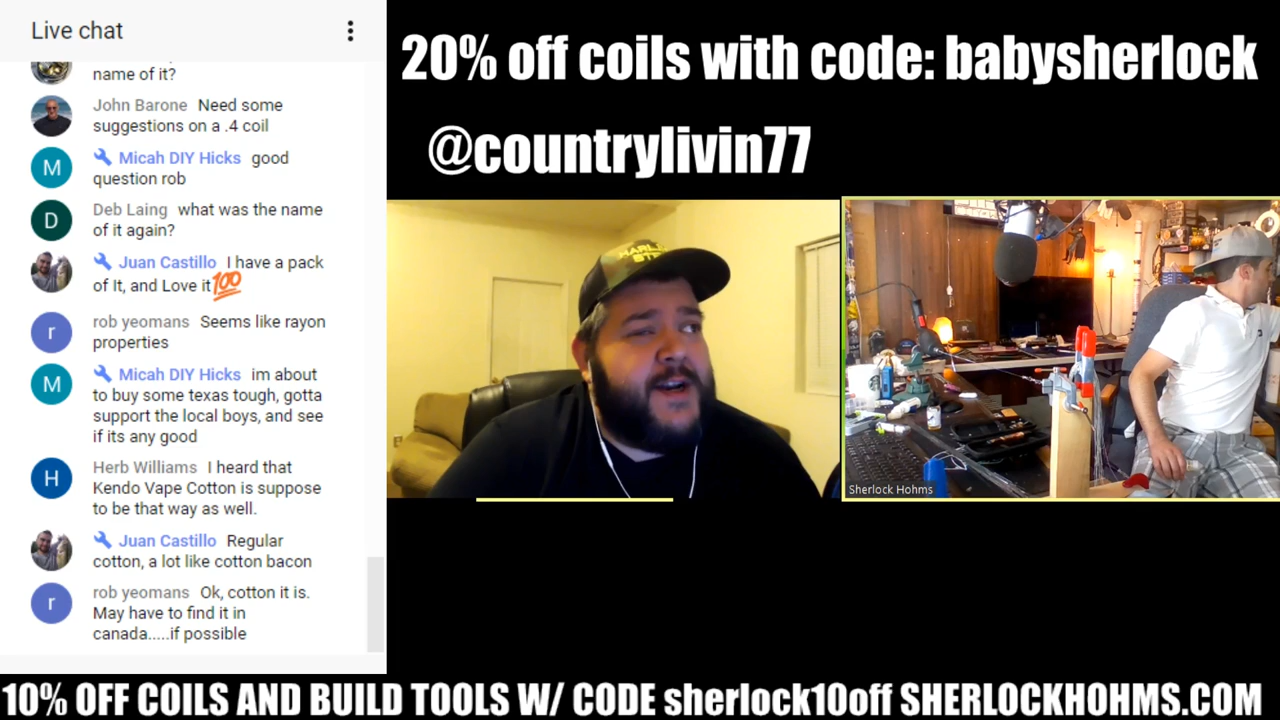 Live chat
name of it?
John Barone Need some
suggestions on a .4 coil
M
Micah DIY Hicks good
question rob
D
Deb Laing what was the name
of it again?
Juan Castillo I have a pack
of It, and Love it💯
r
rob yeomans Seems like rayon
properties
M
Micah DIY Hicks im about
to buy some texas tough, gotta
support the local boys, and see
if its any good
H
Herb Williams I heard that
Kendo Vape Cotton is suppose
to be that way as well.
Juan Castillo Regular
cotton, a lot like cotton bacon
r
rob yeomans Ok, cotton it is.
May have to find it in
canada.....if possible
20% off coils with code: babysherlock
@countrylivin77
Sherlock Hohms
10% OFF COILS AND BUILD TOOLS W/ CODE sherlock10off SHERLOCKHOHMS.COM